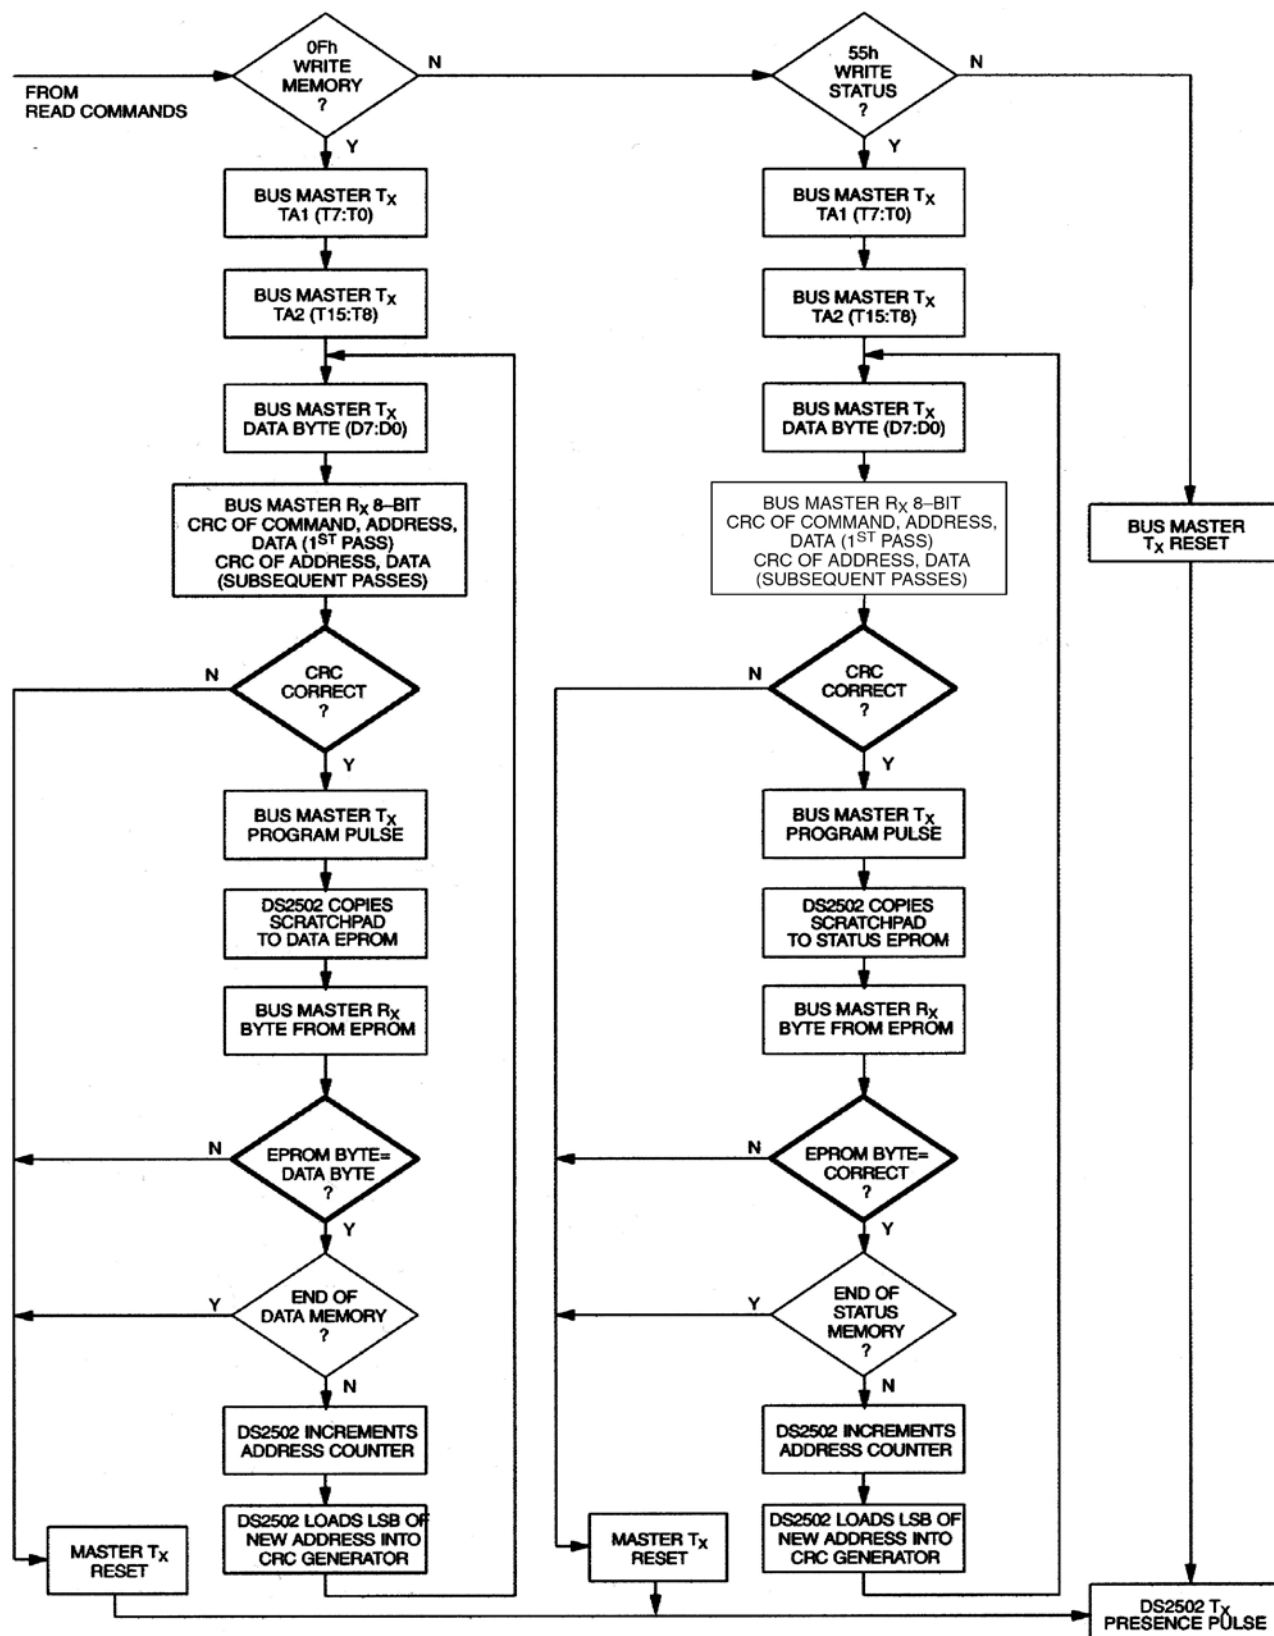 FROM
READ COMMANDS
0Fh
WRITE
MEMORY
?
N
Y
BUS MASTER TX
TA1 (T7:T0)
BUS MASTER TX
TA2 (T15:T8)
BUS MASTER TX
DATA BYTE (D7:D0)
BUS MASTER RX 8–BIT
CRC OF COMMAND, ADDRESS,
DATA (1ST PASS)
CRC OF ADDRESS, DATA
(SUBSEQUENT PASSES)
CRC
CORRECT
?
N
Y
BUS MASTER TX
PROGRAM PULSE
DS2502 COPIES
SCRATCHPAD
TO DATA EPROM
BUS MASTER RX
BYTE FROM EPROM
EPROM BYTE=
DATA BYTE
?
N
Y
END OF
DATA MEMORY
?
Y
N
DS2502 INCREMENTS
ADDRESS COUNTER
DS2502 LOADS LSB OF
NEW ADDRESS INTO
CRC GENERATOR
MASTER TX
RESET
55h
WRITE
STATUS
?
N
Y
BUS MASTER TX
TA1 (T7:T0)
BUS MASTER TX
TA2 (T15:T8)
BUS MASTER TX
DATA BYTE (D7:D0)
BUS MASTER RX 8–BIT
CRC OF COMMAND, ADDRESS,
DATA (1ST PASS)
CRC OF ADDRESS, DATA
(SUBSEQUENT PASSES)
CRC
CORRECT
?
N
Y
BUS MASTER TX
PROGRAM PULSE
DS2502 COPIES
SCRATCHPAD
TO STATUS EPROM
BUS MASTER RX
BYTE FROM EPROM
EPROM BYTE=
CORRECT
?
N
Y
END OF
STATUS
MEMORY
?
Y
N
DS2502 INCREMENTS
ADDRESS COUNTER
DS2502 LOADS LSB OF
NEW ADDRESS INTO
CRC GENERATOR
MASTER TX
RESET
BUS MASTER
TX RESET
DS2502 TX
PRESENCE PULSE